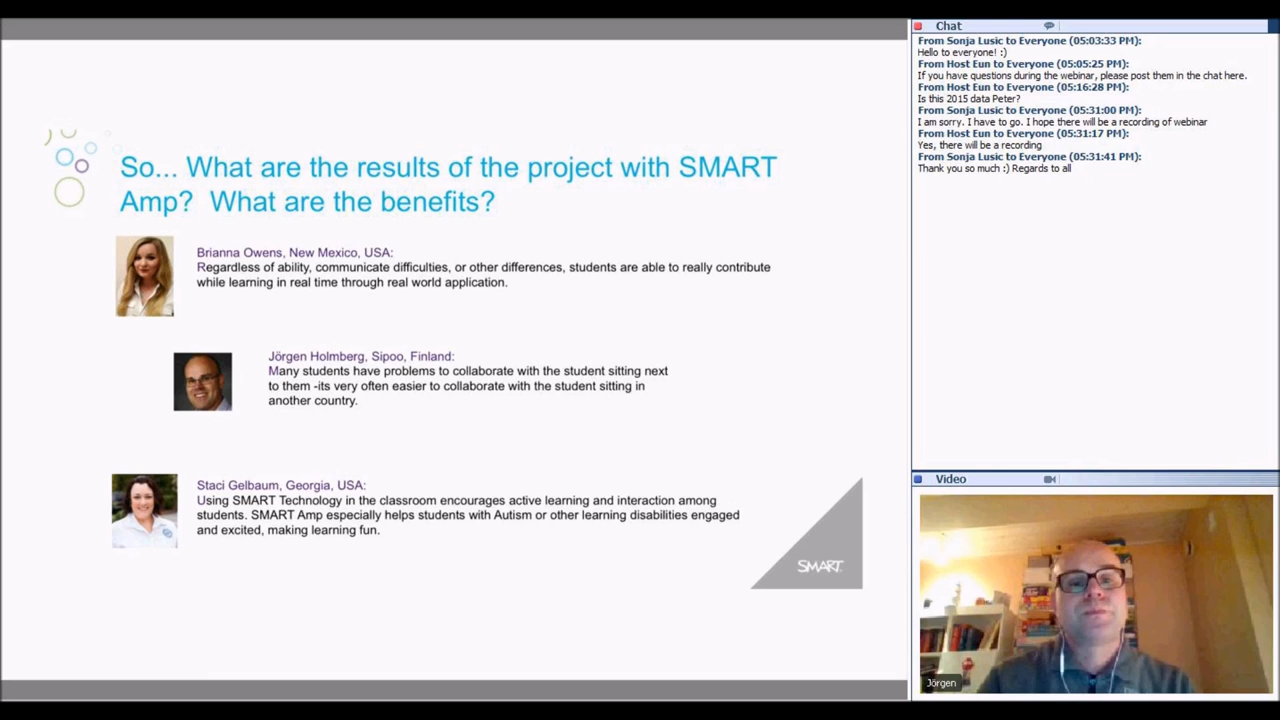 So... What are the results of the project with SMART
Amp?  What are the benefits?
Brianna Owens, New Mexico, USA:
Regardless of ability, communicate difficulties, or other differences, students are able to really contribute
while learning in real time through real world application.
Jörgen Holmberg, Sipoo, Finland:
Many students have problems to collaborate with the student sitting next
to them -its very often easier to collaborate with the student sitting in
another country.
Staci Gelbaum, Georgia, USA:
Using SMART Technology in the classroom encourages active learning and interaction among
students. SMART Amp especially helps students with Autism or other learning disabilities engaged
and excited, making learning fun.
SMART
Chat
From Sonja Lusic to Everyone (05:03:33 PM):
Hello to everyone! :)
From Host Eun to Everyone (05:05:25 PM):
If you have questions during the webinar, please post them in the chat here.
From Host Eun to Everyone (05:16:28 PM):
Is this 2015 data Peter?
From Sonja Lusic to Everyone (05:31:00 PM):
I am sorry. I have to go. I hope there will be a recording of webinar
From Host Eun to Everyone (05:31:17 PM):
Yes, there will be a recording
From Sonja Lusic to Everyone (05:31:41 PM):
Thank you so much :) Regards to all
Video
Jörgen